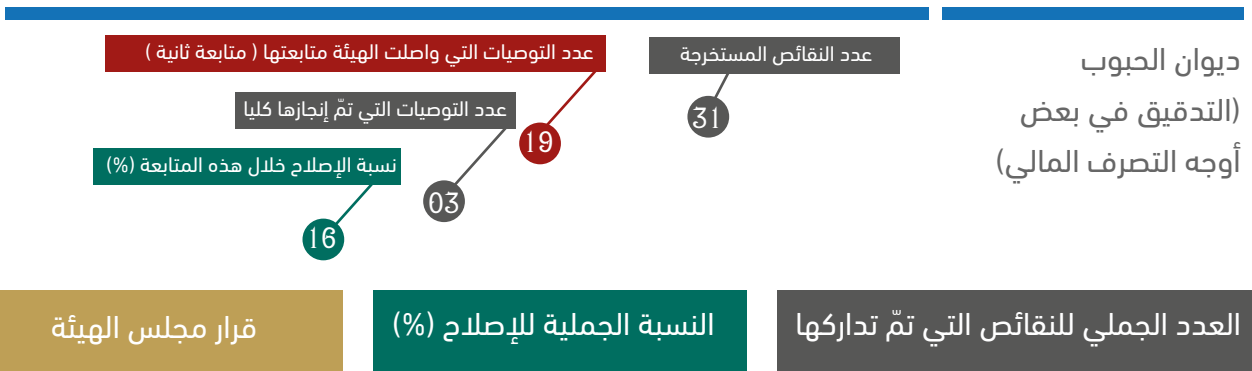 ديوان الحبوب
(التدقيق في بعض
أوجه التصرف المالي)
عدد النقائص المستخرجة
31
عدد التوصيات التي واصلت الهيئة متابعتها ( متابعة ثانية )
19
عدد التوصيات التي تمّ إنجازها كليا
03
نسبة الإصلاح خلال هذه المتابعة (%)
16
العدد الجملي للنقائص التي تمّ تداركها
النسبة الجملية للإصلاح (%)
قرار مجلس الهيئة